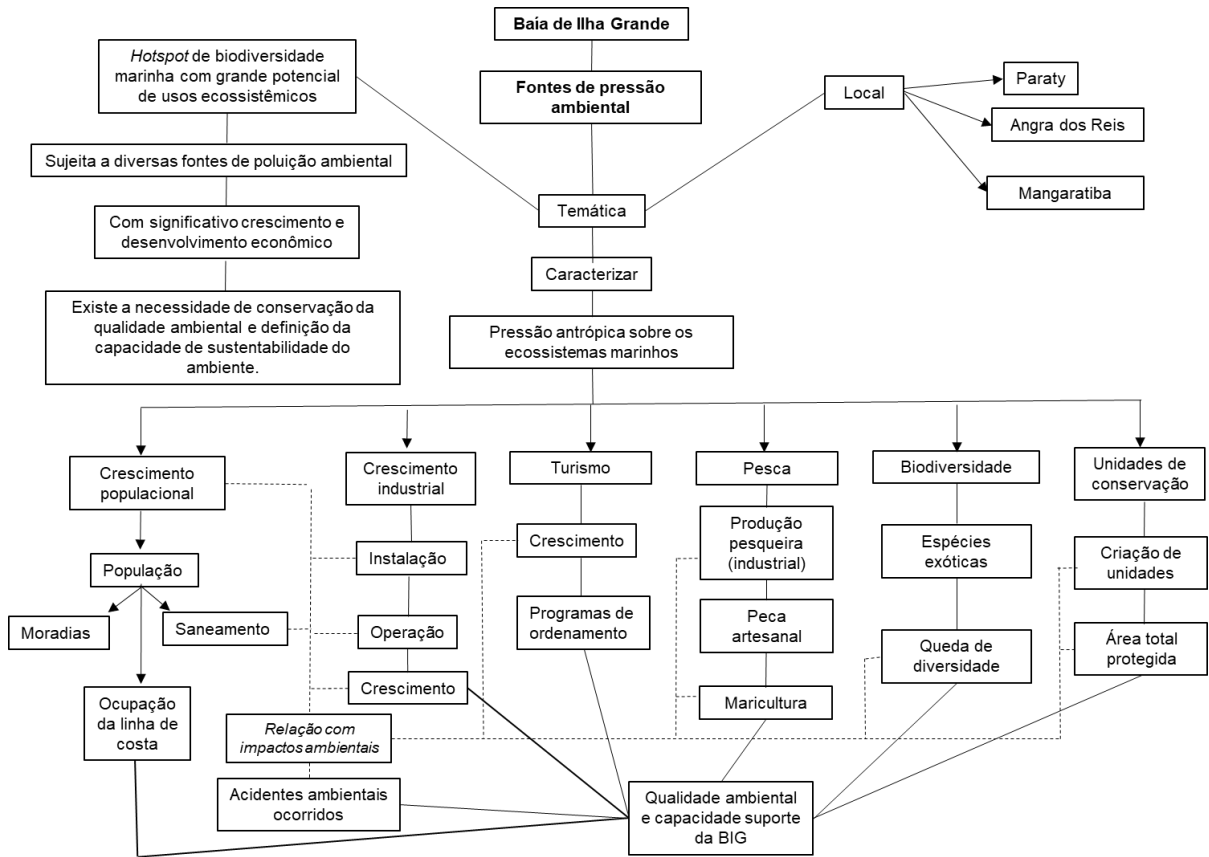 Baía de Ilha Grande
Hotspot de biodiversidade
marinha com grande potencial
de usos ecossistêmicos
Fontes de pressão
ambiental
Local
Paraty
Angra dos Reis
Mangaratiba
Sujeita a diversas fontes de poluição ambiental
Temática
Com significativo crescimento e
desenvolvimento econômico
Caracterizar
Existe a necessidade de conservação da
qualidade ambiental e definição da
capacidade de sustentabilidade do
ambiente.
Pressão antrópica sobre os
ecossistemas marinhos
Crescimento
populacional
População
Moradias
Saneamento
Ocupação
da linha de
costa
Crescimento
industrial
Instalação
Operação
Crescimento
Relação com
impactos ambientais
Acidentes ambientais
ocorridos
Turismo
Crescimento
Programas de
ordenamento
Pesca
Produção
pesqueira
(industrial)
Peca
artesanal
Maricultura
Biodiversidade
Espécies
exóticas
Queda de
diversidade
Unidades de
conservação
Criação de
unidades
Área total
protegida
Qualidade ambiental
e capacidade suporte
da BIG